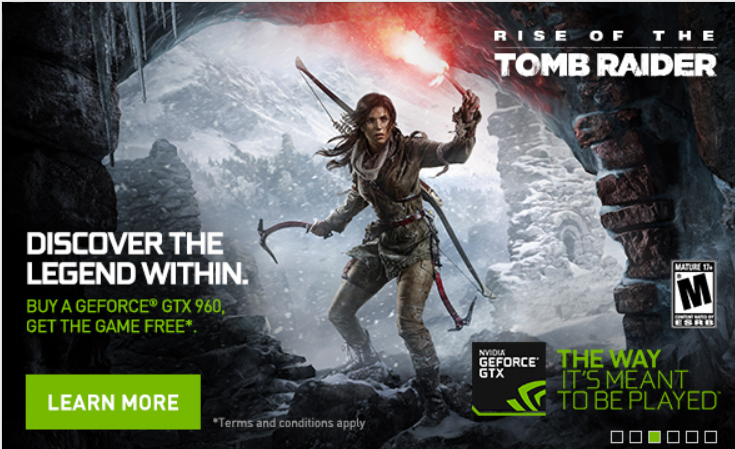 RISE OF THE
TOMB RAIDER
DISCOVER THE
LEGEND WITHIN.
BUY A GEFORCE® GTX 960,
GET THE GAME FREE*.
LEARN MORE
*Terms and conditions apply
MATURE 17+
M
CONTENT RATED BY
ESRB
NVIDIA
GEFORCE®
GTX
THE WAY
IT'S MEANT
TO BE PLAYED™